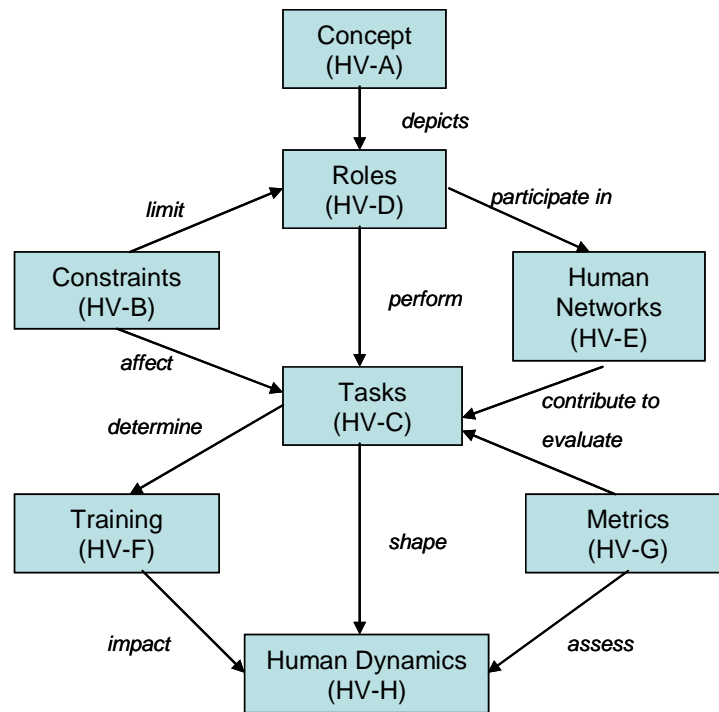 Concept
(HV-A)
depicts
Roles
(HV-D)
limit
participate in
Constraints
(HV-B)
perform
Human
Networks
(HV-E)
affect
Tasks
(HV-C)
contribute to
determine
evaluate
Training
(HV-F)
shape
Metrics
(HV-G)
impact
assess
Human Dynamics
(HV-H)